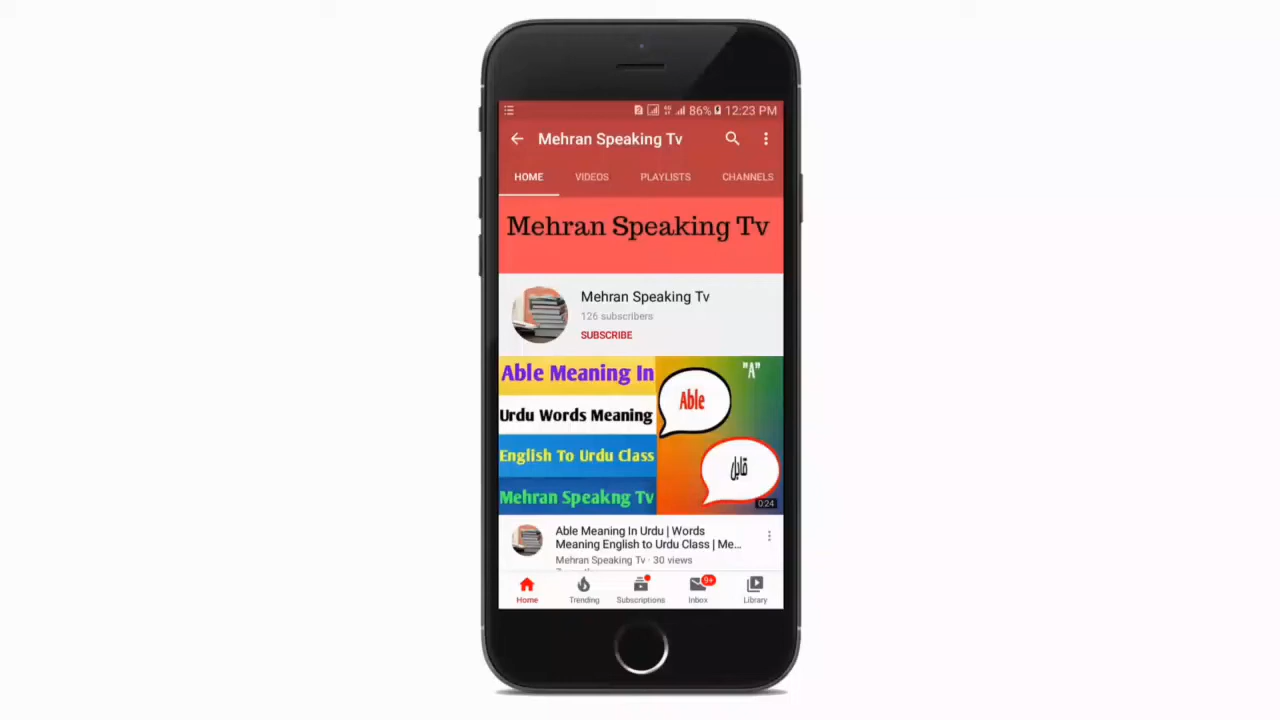 86% 12:23 PM
Mehran Speaking Tv
HOME VIDEOS PLAYLISTS CHANNELS
Mehran Speaking Tv
Mehran Speaking Tv
126 subscribers
SUBSCRIBE
Able Meaning In
Urdu Words Meaning
English To Urdu Class
Mehran Speakng Tv
"A"
Able
قابل
0:24
Able Meaning In Urdu | Words
Meaning English to Urdu Class | Me...
Mehran Speaking Tv · 30 views
Home Trending Subscriptions 9+ Inbox Library